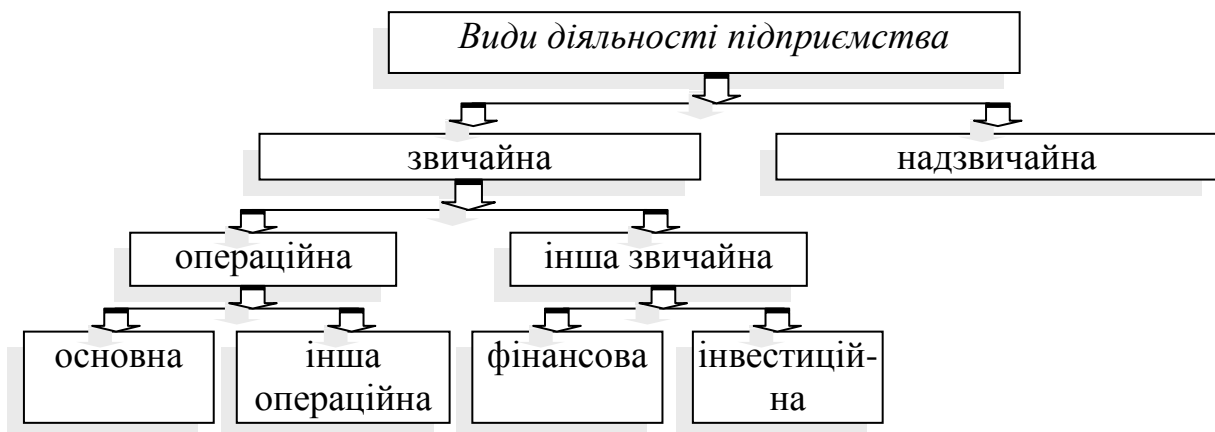 Види діяльності підприємства
звичайна
надзвичайна
операційна
інша звичайна
основна
інша
операційна
фінансова
інвестицій-
на